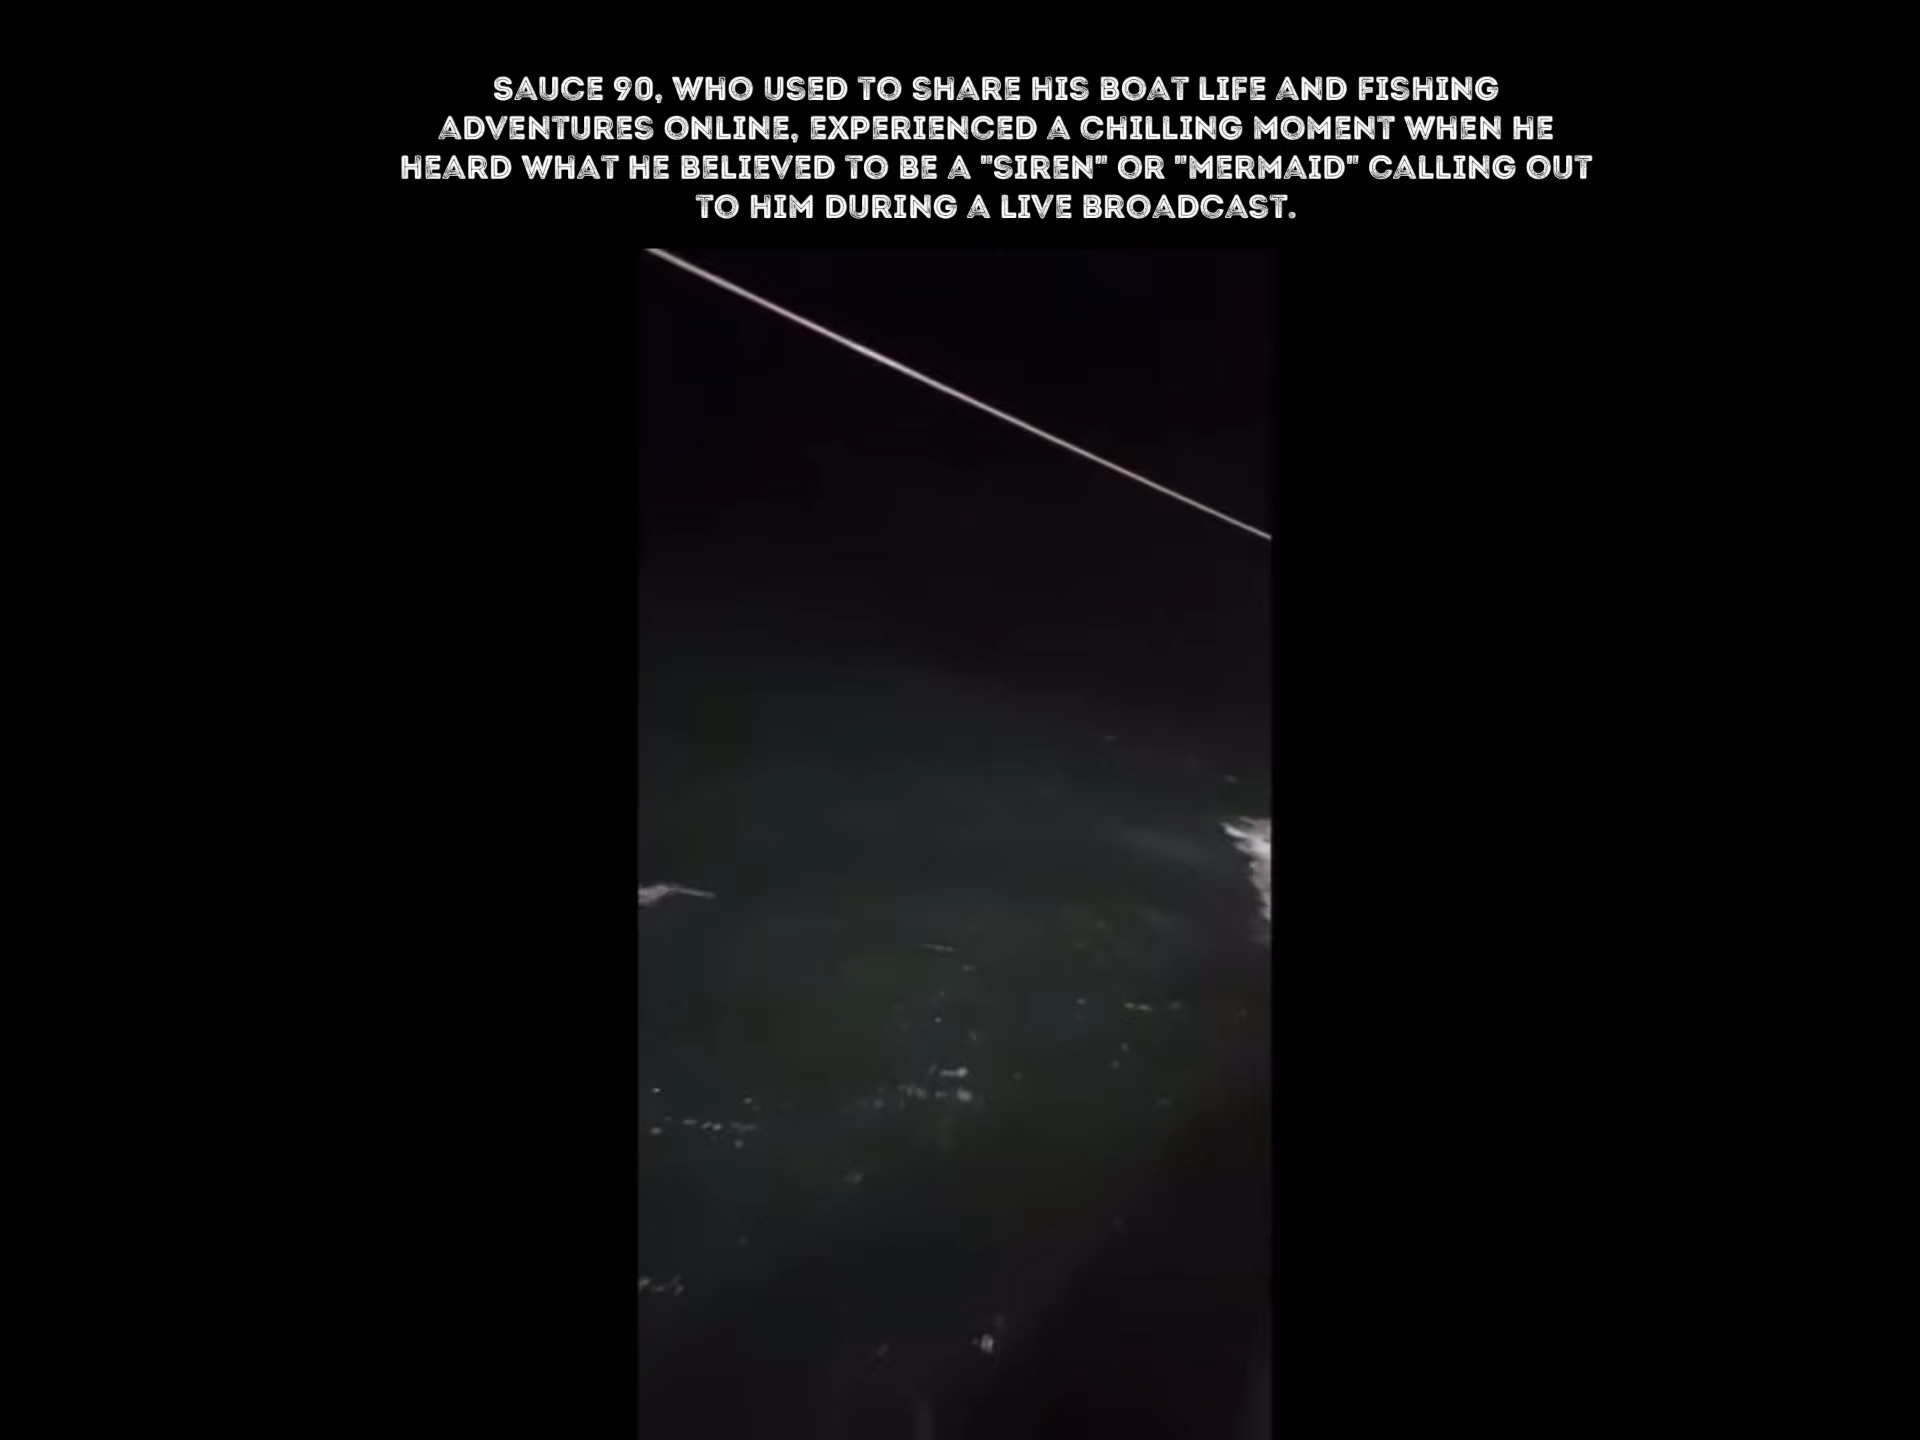 SAUCE 90, WHO USED TO SHARE HIS BOAT LIFE AND FISHING
ADVENTURES ONLINE, EXPERIENCED A CHILLING MOMENT WHEN HE
HEARD WHAT HE BELIEVED TO BE A "SIREN" OR "MERMAID" CALLING OUT
TO HIM DURING A LIVE BROADCAST.